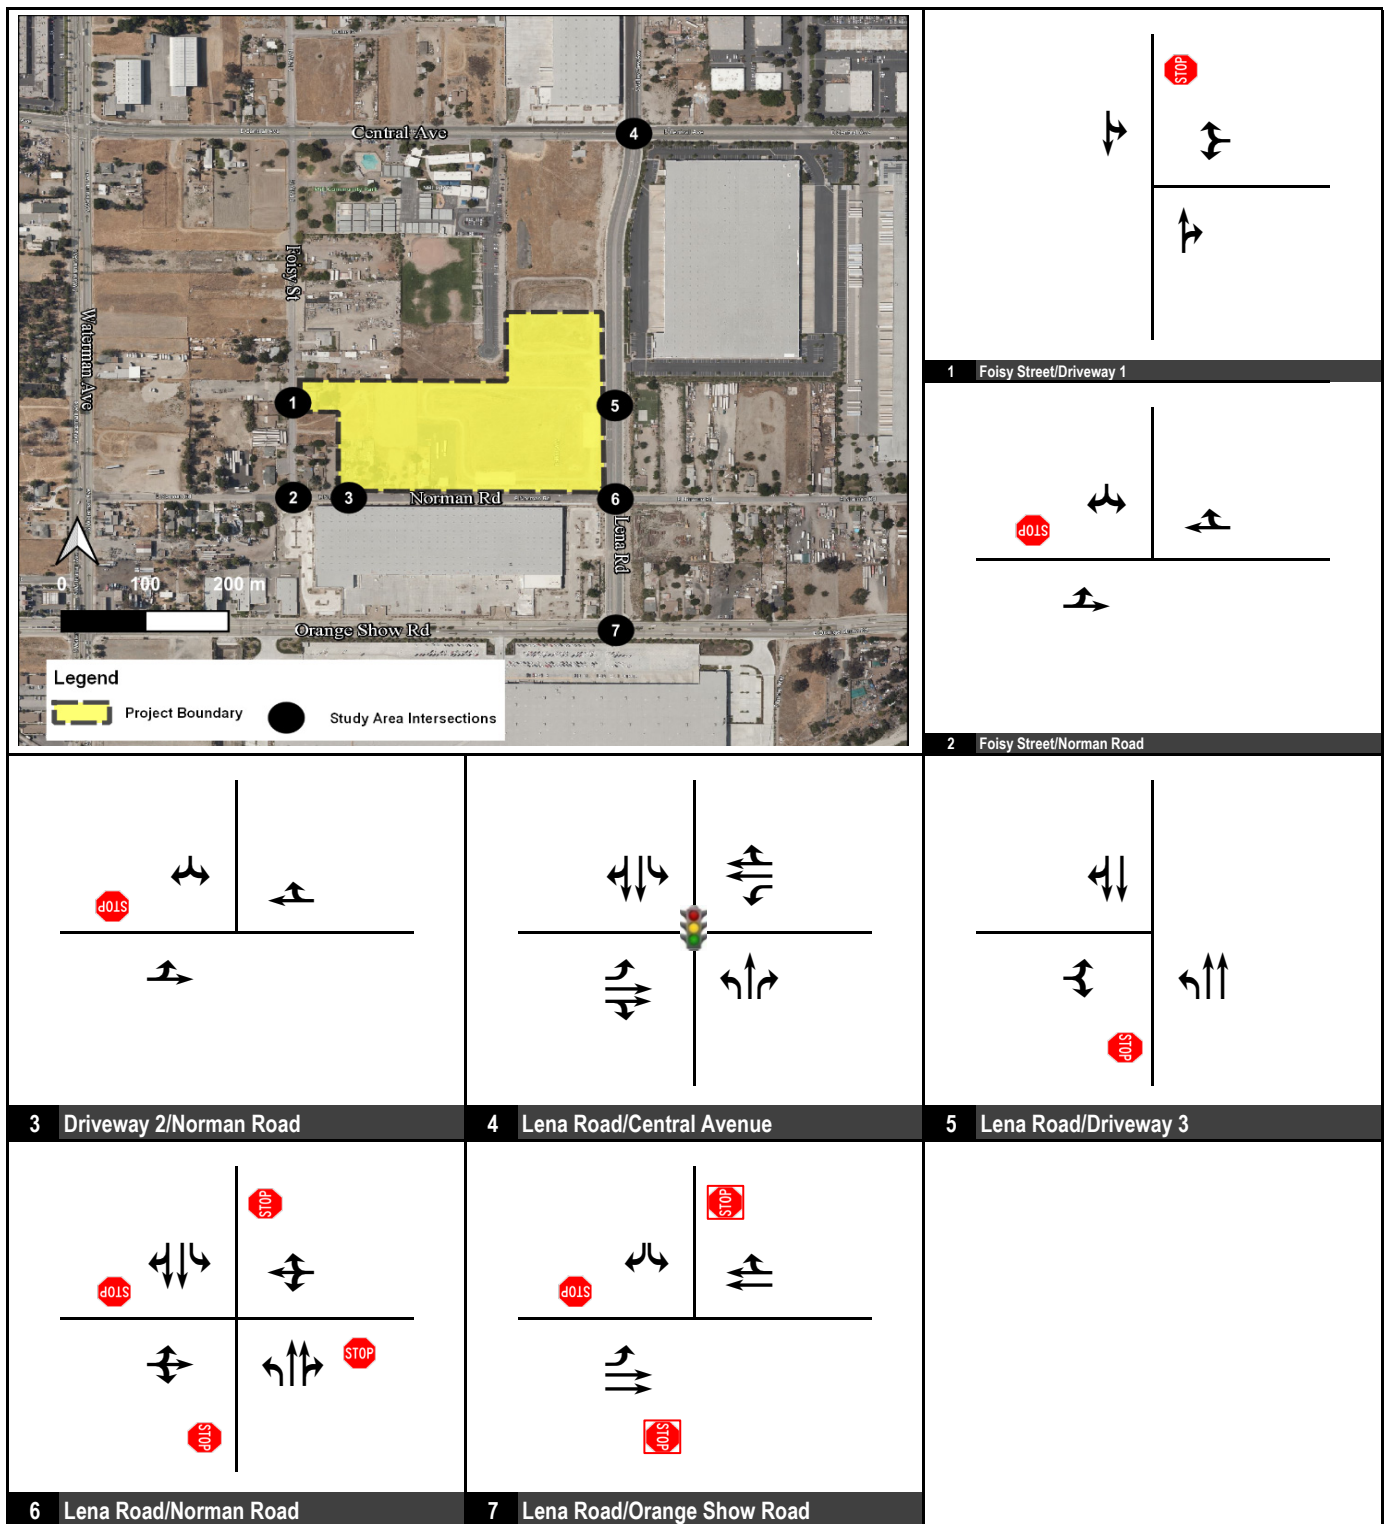 Central Ave
4
Foisy St
Waterman Ave
1
5
2
3
Norman Rd
6
Lena Rd
0 100 200 m
Orange Show Rd
7
Legend
Project Boundary
Study Area Intersections
STOP
1 Foisy Street/Driveway 1
STOP
2 Foisy Street/Norman Road
STOP
3 Driveway 2/Norman Road
4 Lena Road/Central Avenue
STOP
5 Lena Road/Driveway 3
STOP
STOP
STOP
STOP
6 Lena Road/Norman Road
STOP
STOP
STOP
7 Lena Road/Orange Show Road